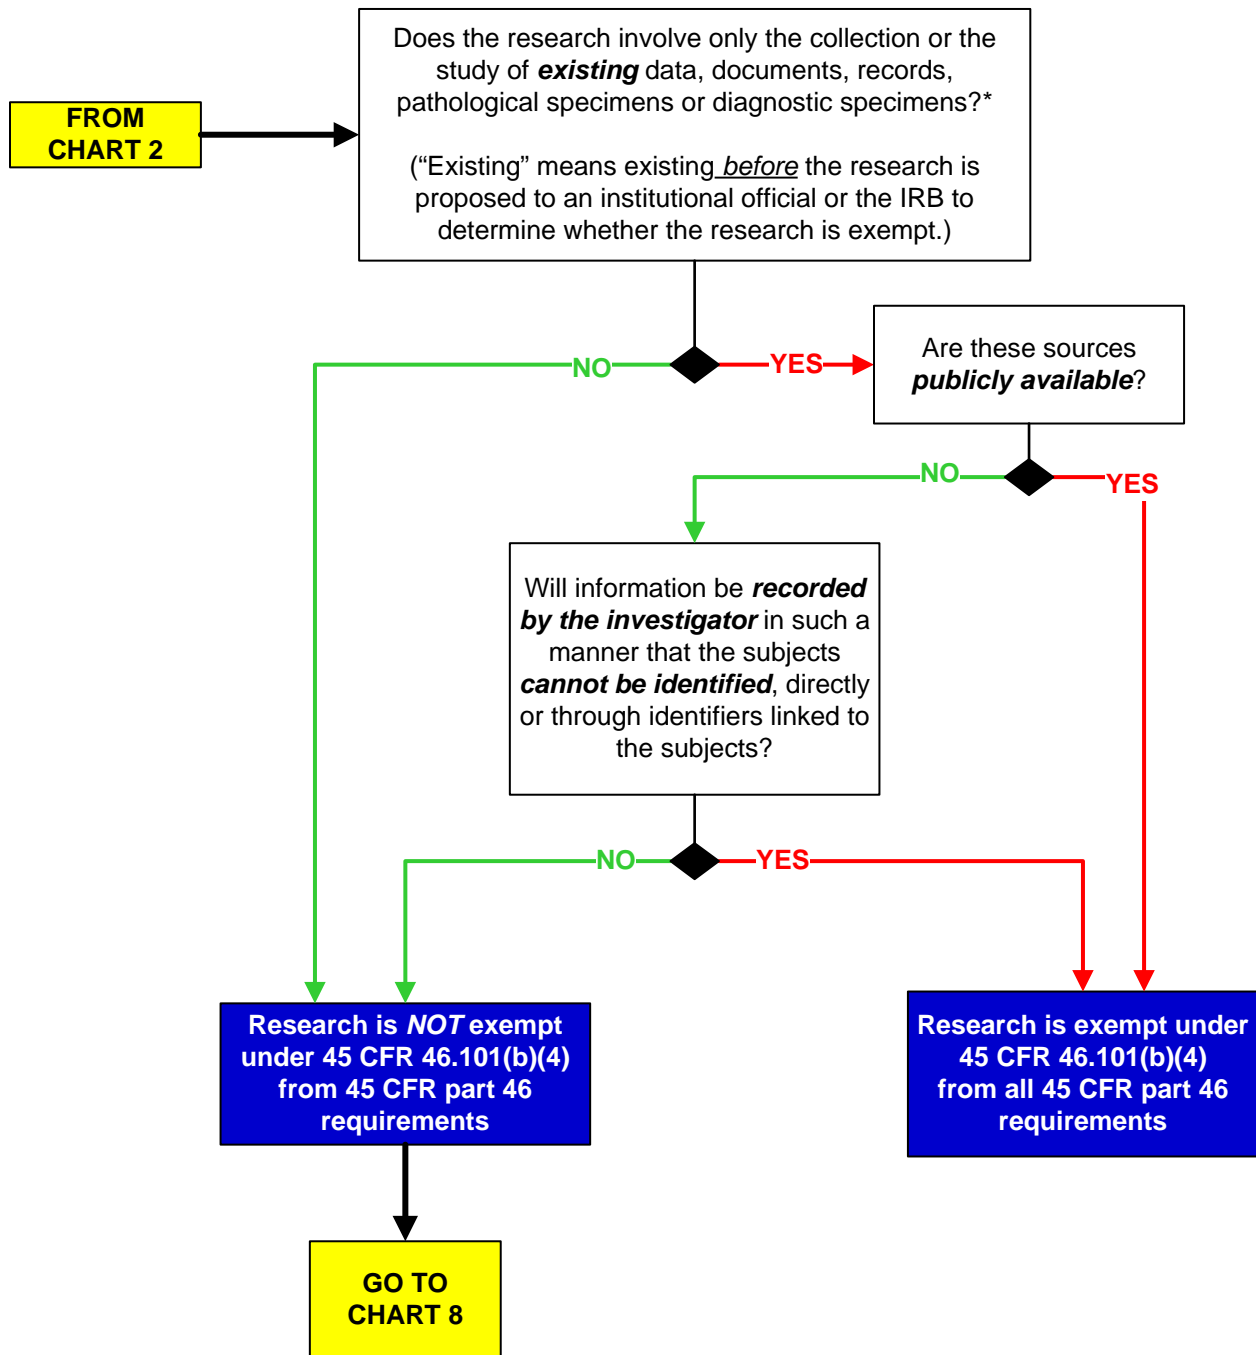 Does the research involve only the collection or the
study of existing data, documents, records,
pathological specimens or diagnostic specimens?*
(“Existing” means existing before the research is
proposed to an institutional official or the IRB to
determine whether the research is exempt.)
FROM
CHART 2
NO
YES
Are these sources
publicly available?
NO
YES
Will information be recorded
by the investigator in such a
manner that the subjects
cannot be identified, directly
or through identifiers linked to
the subjects?
NO
YES
Research is NOT exempt
under 45 CFR 46.101(b)(4)
from 45 CFR part 46
requirements
Research is exempt under
45 CFR 46.101(b)(4)
from all 45 CFR part 46
requirements
GO TO
CHART 8